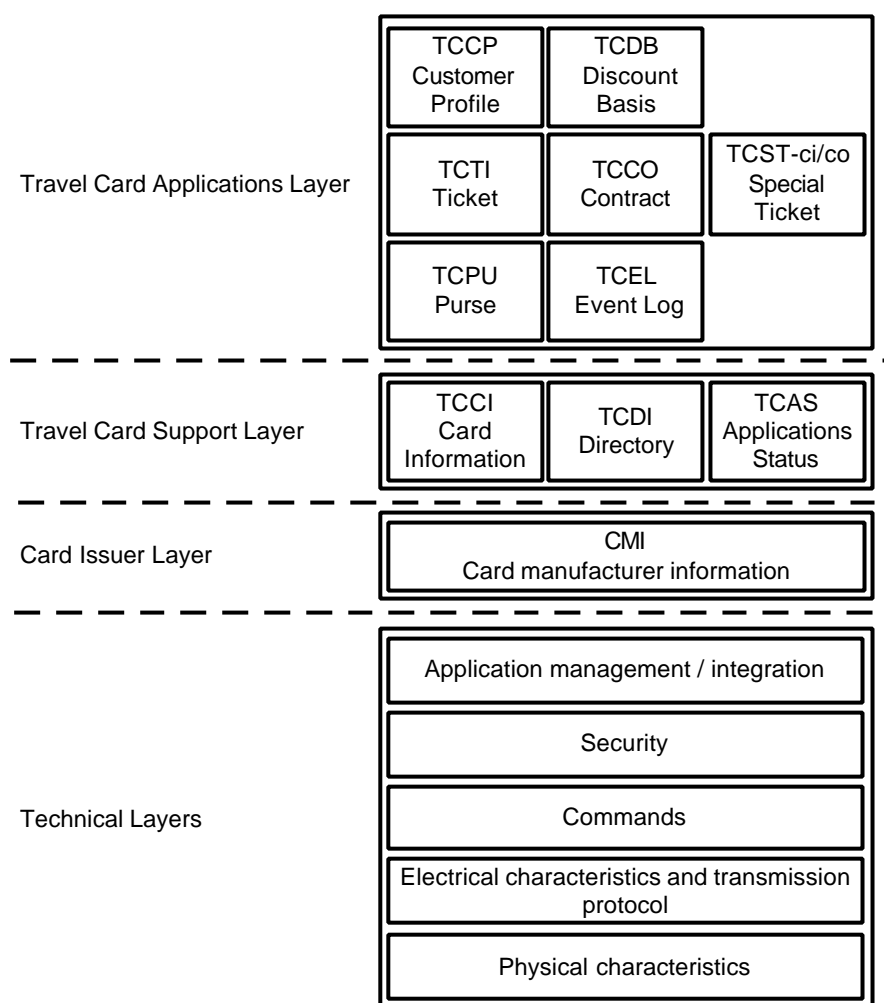 TCCP
Customer
Profile
TCDB
Discount
Basis
Travel Card Applications Layer
TCTI
Ticket
TCCO
Contract
TCST-ci/co
Special
Ticket
TCPU
Purse
TCEL
Event Log
Travel Card Support Layer
TCCI
Card
Information
TCDI
Directory
TCAS
Applications
Status
Card Issuer Layer
CMI
Card manufacturer information
Technical Layers
Application management / integration
Security
Commands
Electrical characteristics and transmission
protocol
Physical characteristics